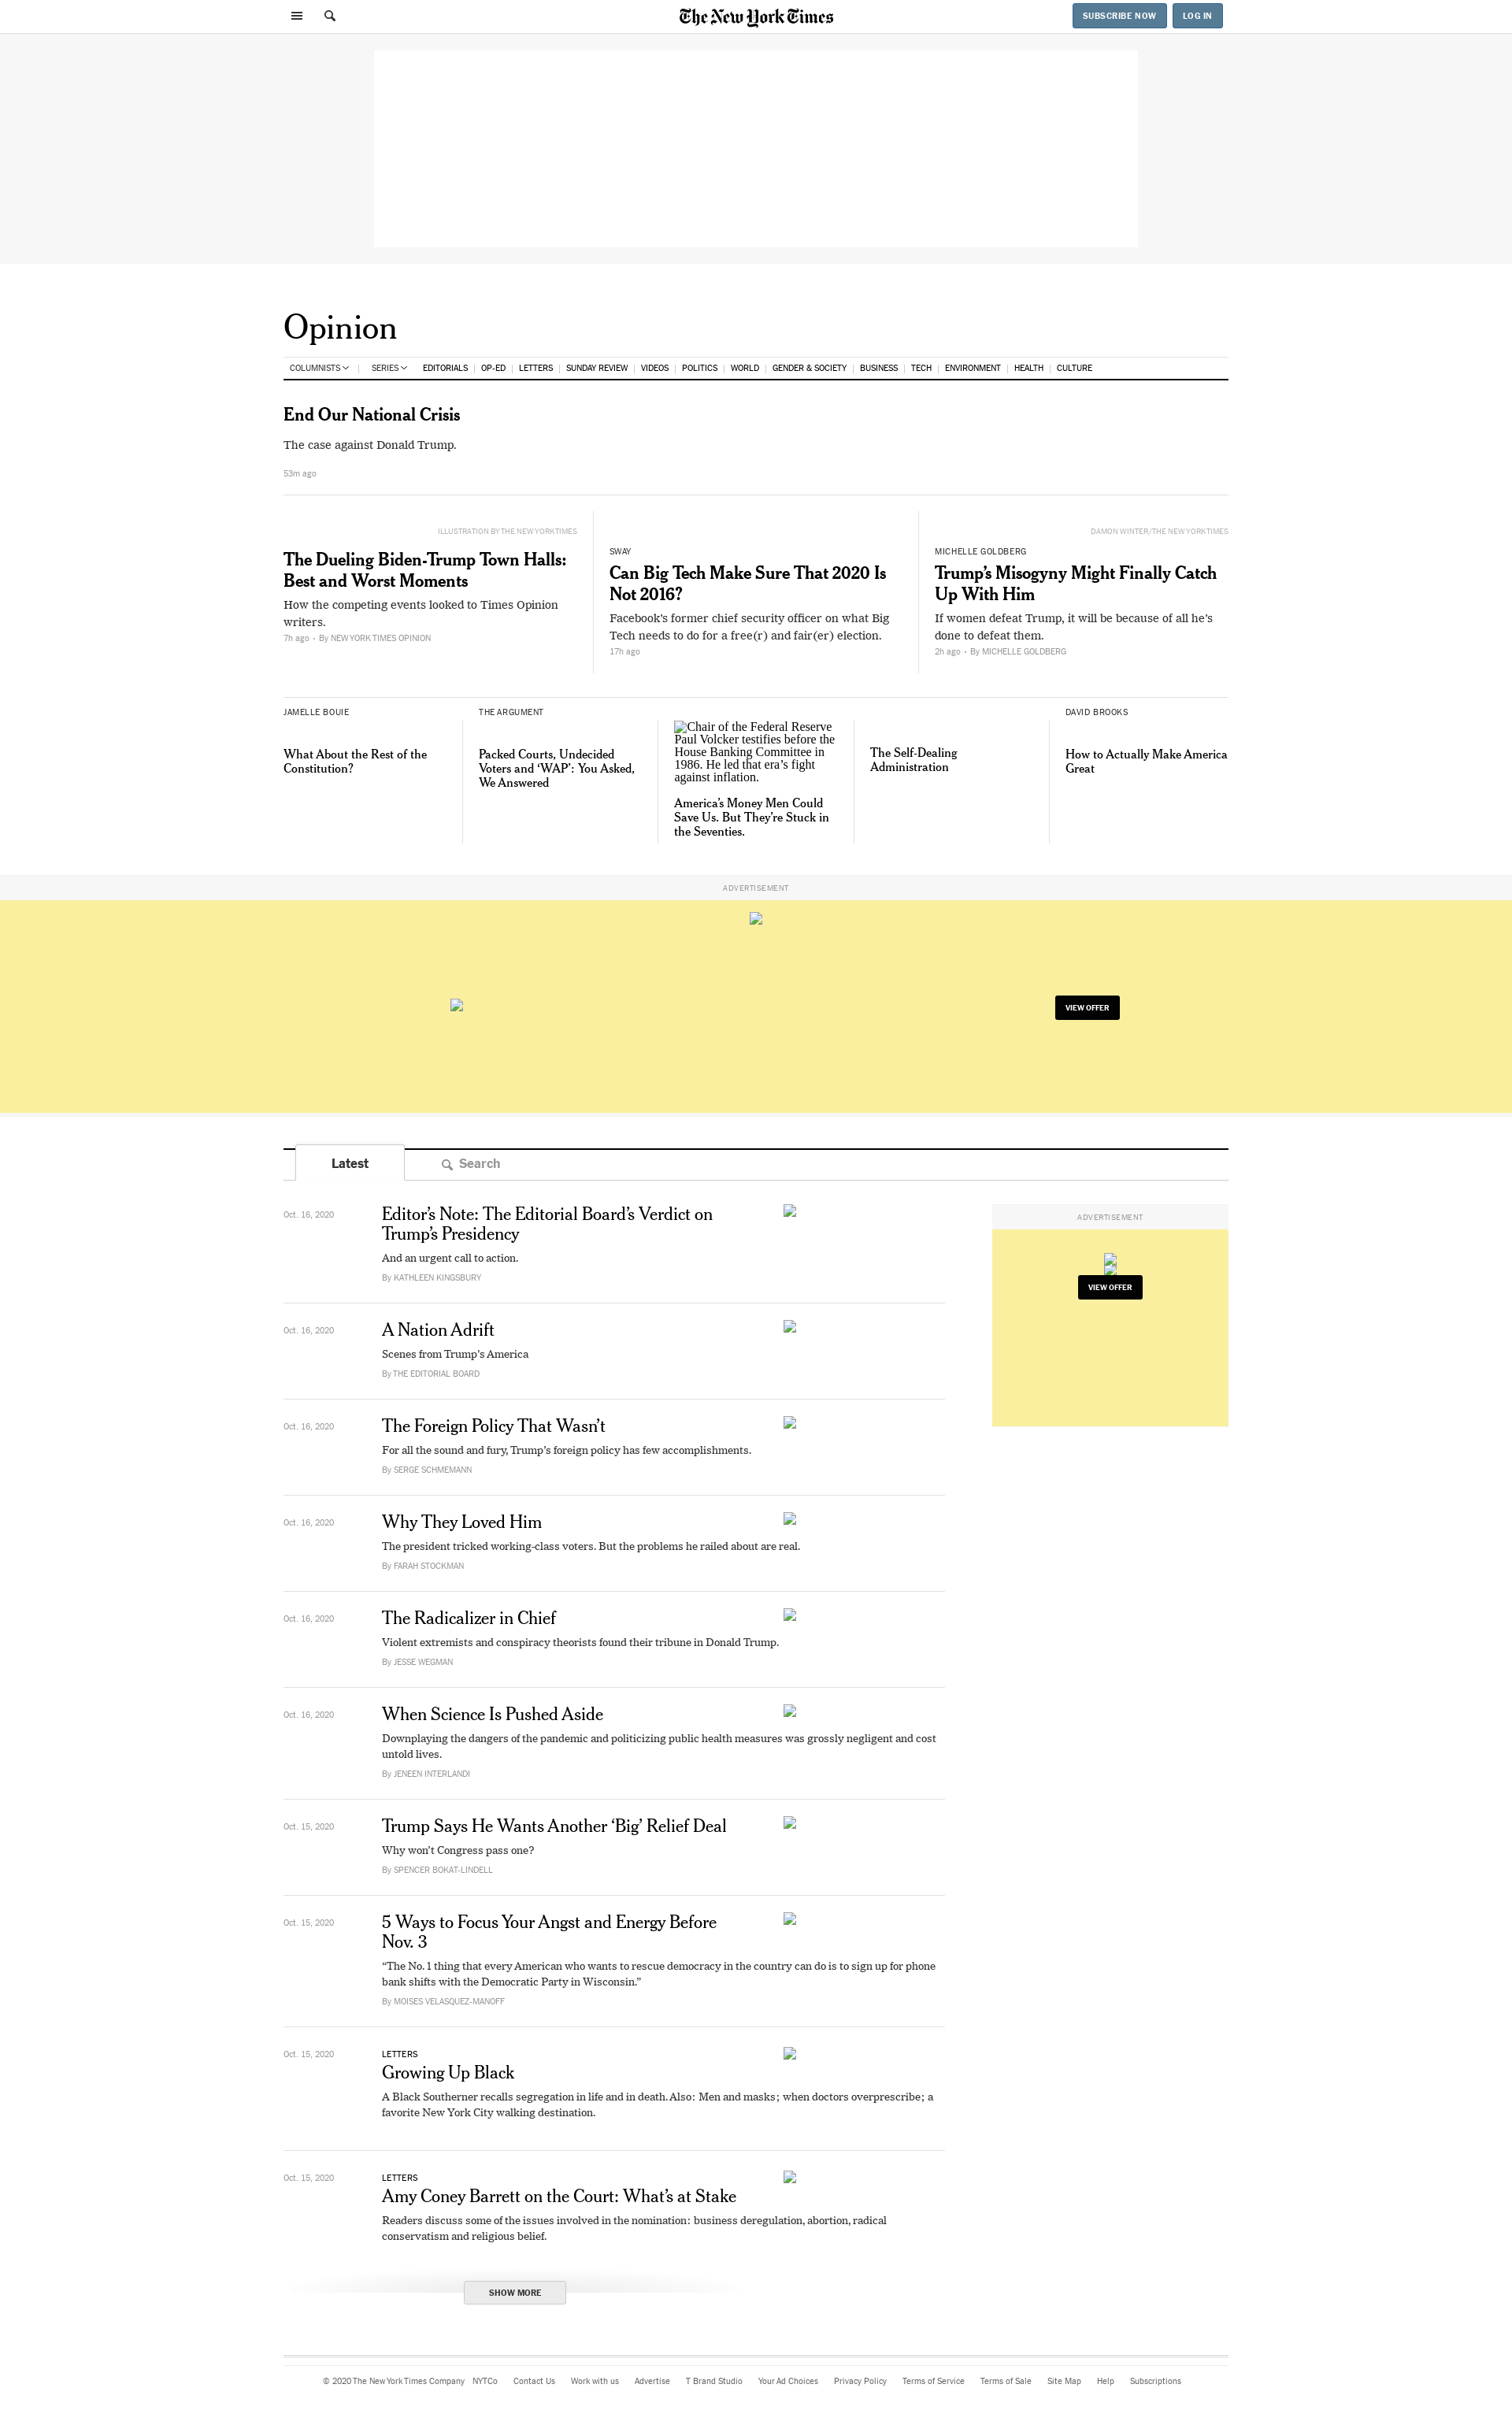 The New York Times
SUBSCRIBE NOW
LOG IN
Opinion
COLUMNISTS
SERIES
EDITORIALS
OP-ED
LETTERS
SUNDAY REVIEW
VIDEOS
POLITICS
WORLD
GENDER & SOCIETY
BUSINESS
TECH
ENVIRONMENT
HEALTH
CULTURE
End Our National Crisis
The case against Donald Trump.
53m ago
ILLUSTRATION BY THE NEW YORK TIMES
The Dueling Biden-Trump Town Halls:
Best and Worst Moments
How the competing events looked to Times Opinion
writers.
7h ago • By NEW YORK TIMES OPINION
SWAY
Can Big Tech Make Sure That 2020 Is
Not 2016?
Facebook’s former chief security officer on what Big
Tech needs to do for a free(r) and fair(er) election.
17h ago
DAMON WINTER/THE NEW YORK TIMES
MICHELLE GOLDBERG
Trump’s Misogyny Might Finally Catch
Up With Him
If women defeat Trump, it will be because of all he’s
done to defeat them.
2h ago • By MICHELLE GOLDBERG
JAMELLE BOUIE
What About the Rest of the
Constitution?
THE ARGUMENT
Packed Courts, Undecided
Voters and ‘WAP’: You Asked,
We Answered
Chair of the Federal Reserve
Paul Volcker testifies before the
House Banking Committee in
1986. He led that era’s fight
against inflation.
America’s Money Men Could
Save Us. But They’re Stuck in
the Seventies.
The Self-Dealing
Administration
DAVID BROOKS
How to Actually Make America
Great
ADVERTISEMENT
VIEW OFFER
Latest
Search
Oct. 16, 2020
Editor’s Note: The Editorial Board’s Verdict on
Trump’s Presidency
And an urgent call to action.
By KATHLEEN KINGSBURY
ADVERTISEMENT
VIEW OFFER
Oct. 16, 2020
A Nation Adrift
Scenes from Trump’s America
By THE EDITORIAL BOARD
Oct. 16, 2020
The Foreign Policy That Wasn’t
For all the sound and fury, Trump’s foreign policy has few accomplishments.
By SERGE SCHMEMANN
Oct. 16, 2020
Why They Loved Him
The president tricked working-class voters. But the problems he railed about are real.
By FARAH STOCKMAN
Oct. 16, 2020
The Radicalizer in Chief
Violent extremists and conspiracy theorists found their tribune in Donald Trump.
By JESSE WEGMAN
Oct. 16, 2020
When Science Is Pushed Aside
Downplaying the dangers of the pandemic and politicizing public health measures was grossly negligent and cost
untold lives.
By JENEEN INTERLANDI
Oct. 15, 2020
Trump Says He Wants Another ‘Big’ Relief Deal
Why won’t Congress pass one?
By SPENCER BOKAT-LINDELL
Oct. 15, 2020
5 Ways to Focus Your Angst and Energy Before
Nov. 3
“The No. 1 thing that every American who wants to rescue democracy in the country can do is to sign up for phone
bank shifts with the Democratic Party in Wisconsin.”
By MOISES VELASQUEZ-MANOFF
Oct. 15, 2020
LETTERS
Growing Up Black
A Black Southerner recalls segregation in life and in death. Also: Men and masks; when doctors overprescribe; a
favorite New York City walking destination.
Oct. 15, 2020
LETTERS
Amy Coney Barrett on the Court: What’s at Stake
Readers discuss some of the issues involved in the nomination: business deregulation, abortion, radical
conservatism and religious belief.
SHOW MORE
© 2020 The New York Times Company
NYTCo
Contact Us
Work with us
Advertise
T Brand Studio
Your Ad Choices
Privacy Policy
Terms of Service
Terms of Sale
Site Map
Help
Subscriptions